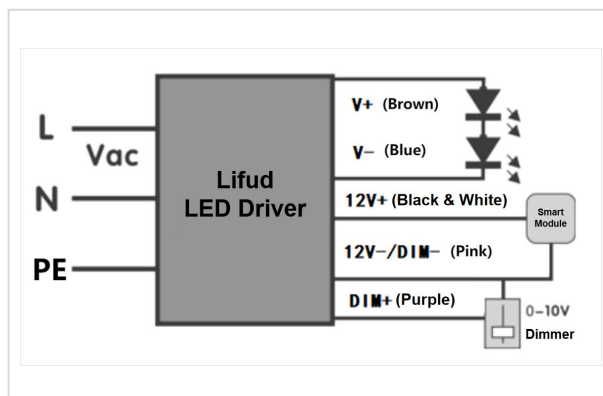 L
Vac
N
PE
Lifud
LED Driver
V+ (Brown)
V- (Blue)
12V+ (Black & White)
12V-/DIM- (Pink)
DIM+ (Purple)
Smart
Module
0-10V
Dimmer